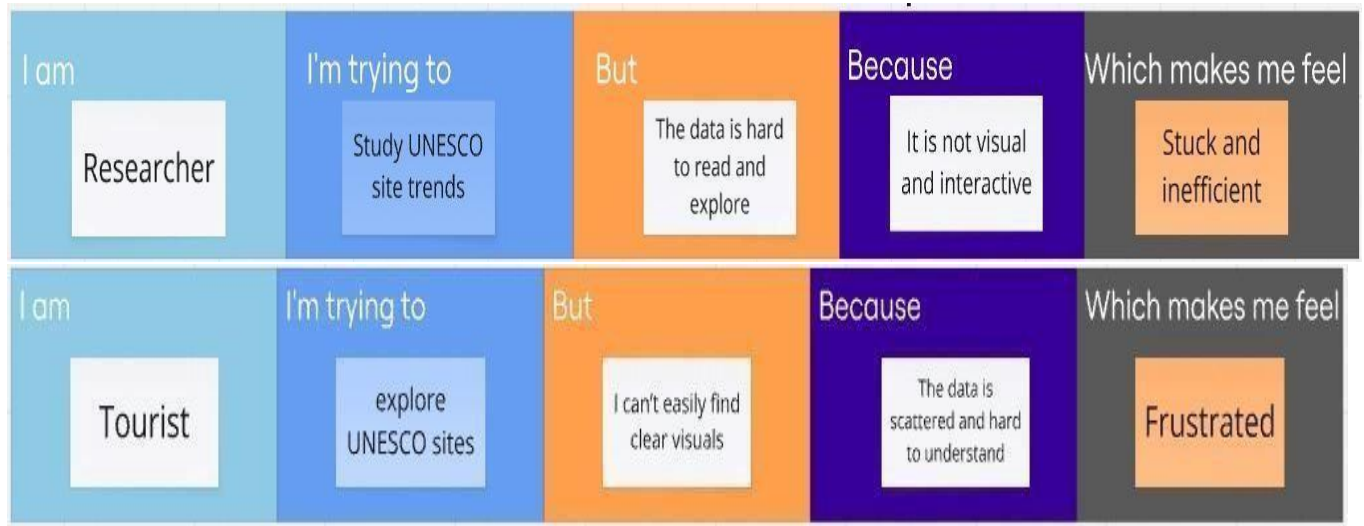 I am
I'm trying to
But
Because
Which makes me feel
Researcher
Study UNESCO
site trends
The data is hard
to read and
explore
It is not visual
and interactive
Stuck and
inefficient
I am
I'm trying to
But
Because
Which makes me feel
Tourist
explore
UNESCO sites
I can't easily find
clear visuals
The data is
scattered and hard
to understand
Frustrated